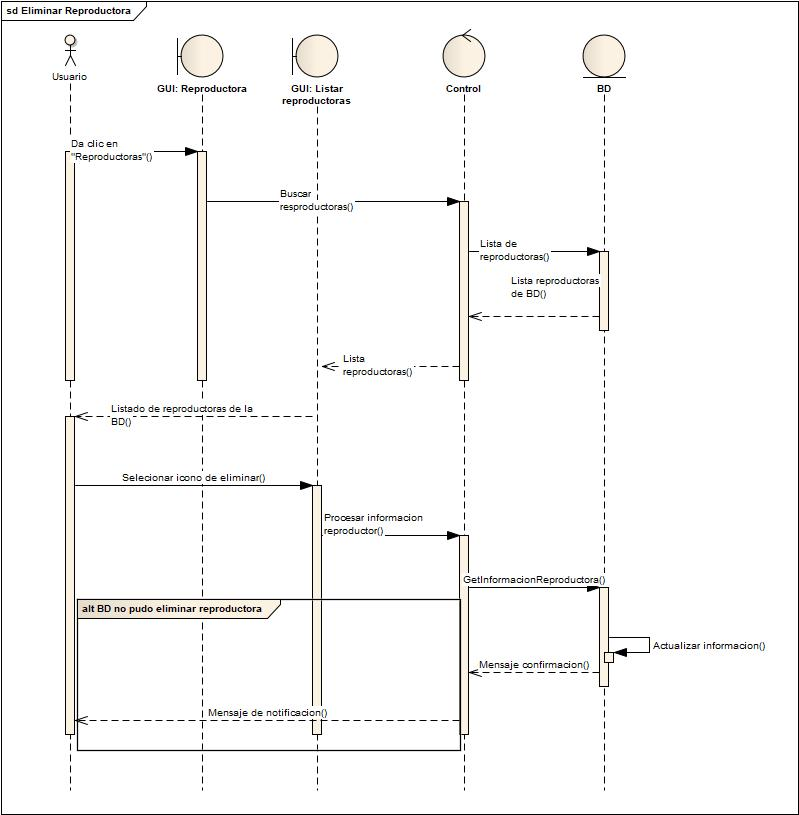 sd Eliminar Reproductora
Usuario
GUI: Reproductora
GUI: Listar
reproductoras
Control
BD
Da clic en
"Reproductoras"()
Buscar
resproductoras()
Lista de
reproductoras()
Lista reproductoras
de BD()
Lista
reproductoras()
Listado de reproductoras de la
BD()
Selecionar icono de eliminar()
Procesar informacion
reproductor()
GetInformacionReproductora()
alt BD no pudo eliminar reproductora
Actualizar informacion()
Mensaje confirmacion()
Mensaje de notificacion()